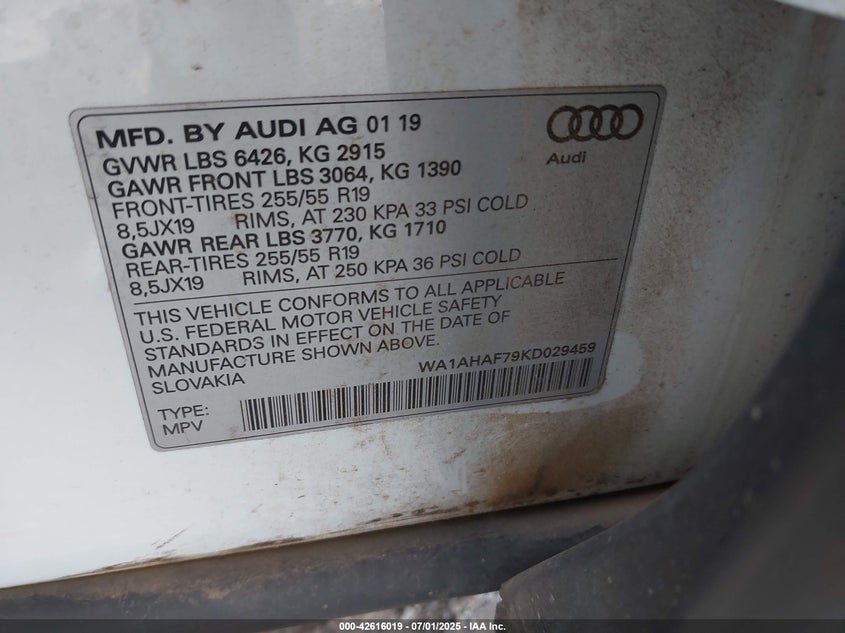 MFD. BY AUDI AG 01 19
GVWR LBS 6426, KG 2915
GAWR FRONT LBS 3064, KG 1390
FRONT-TIRES 255/55 R19
8,5JX19 RIMS, AT 230 KPA 33 PSI COLD
GAWR REAR LBS 3770, KG 1710
REAR-TIRES 255/55 R19
8,5JX19 RIMS, AT 250 KPA 36 PSI COLD
Audi
THIS VEHICLE CONFORMS TO ALL APPLICABLE
U.S. FEDERAL MOTOR VEHICLE SAFETY
STANDARDS IN EFFECT ON THE DATE OF
MANUFACTURE SHOWN ABOVE.
SLOVAKIA
WA1AHAF79KD029459
TYPE:
MPV
000-42616019 - 07/01/2025 - Copyright 2025 - IAA, Inc.